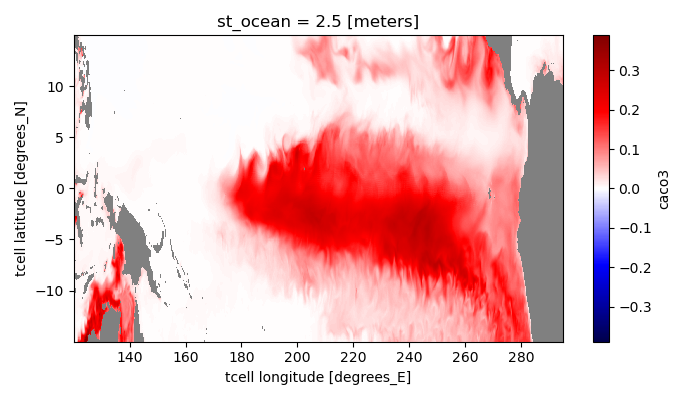 st_ocean = 2.5 [meters]
10
5
0
−5
−10
tcell latitude [degrees_N]
140 160 180 200 220 240 260 280
tcell longitude [degrees_E]
0.3
0.2
0.1
0.0
−0.1
−0.2
−0.3
caco3